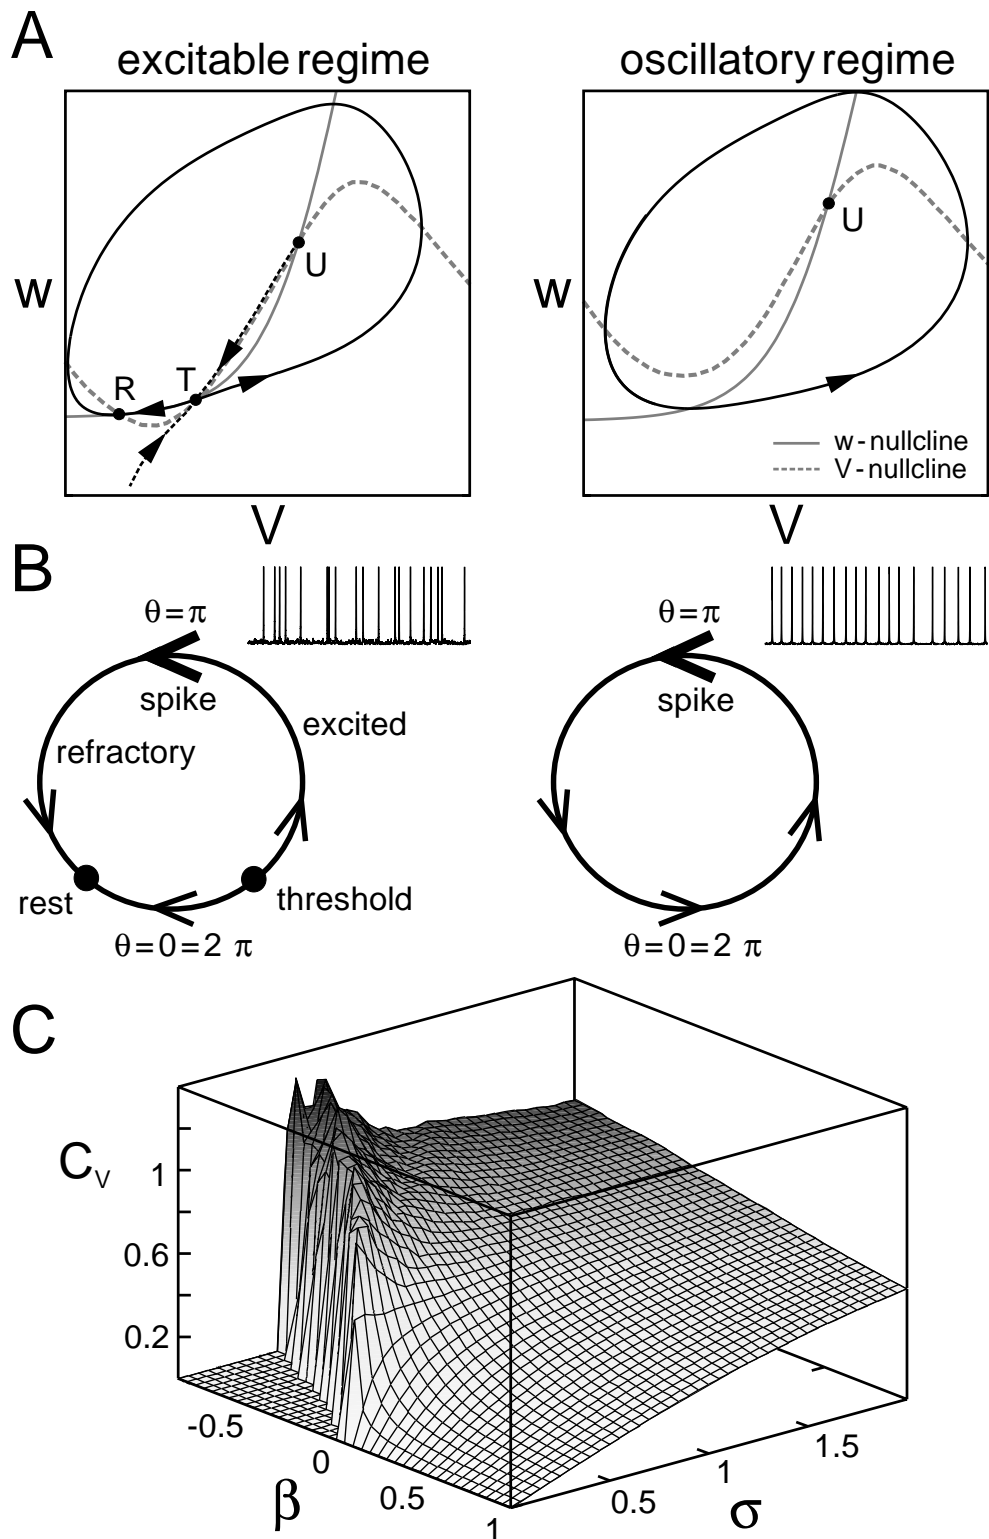 A
excitable regime
oscillatory regime
w
R
T
U
V
w
U
w - nullcline
V - nullcline
V
B
θ = π
spike
refractory
excited
rest
threshold
θ = 0 = 2 π
θ = π
spike
θ = 0 = 2 π
C
C_V
1
0.6
0.2
-0.5
0
0.5
1
β
0.5
1
1.5
σ